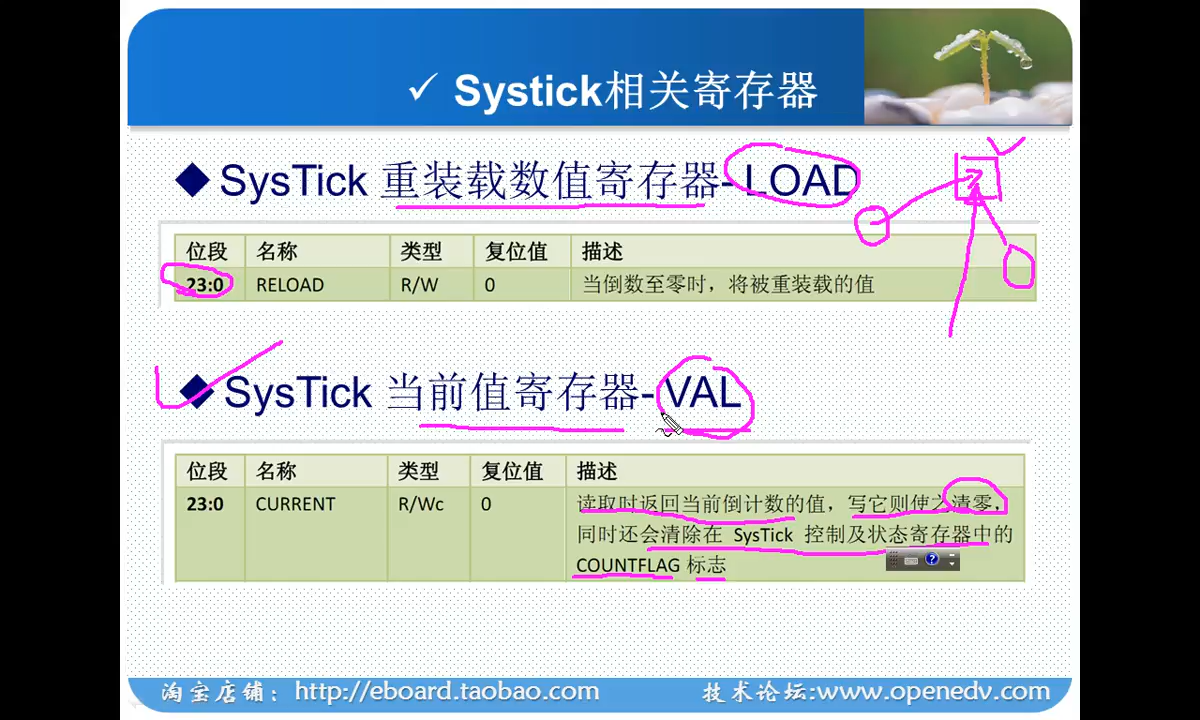 ✓ Systick相关寄存器
◆ SysTick 重装载数值寄存器- LOAD
位段 名称 类型 复位值 描述
23:0 RELOAD R/W 0 当倒数至零时，将被重装载的值
◆ SysTick 当前值寄存器- VAL
位段 名称 类型 复位值 描述
23:0 CURRENT R/Wc 0 读取时返回当前倒计数的值，写它则使之清零，
同时还会清除在 SysTick 控制及状态寄存器中的
COUNTFLAG 标志
淘宝店铺：http://eboard.taobao.com 技术论坛:www.openedv.com